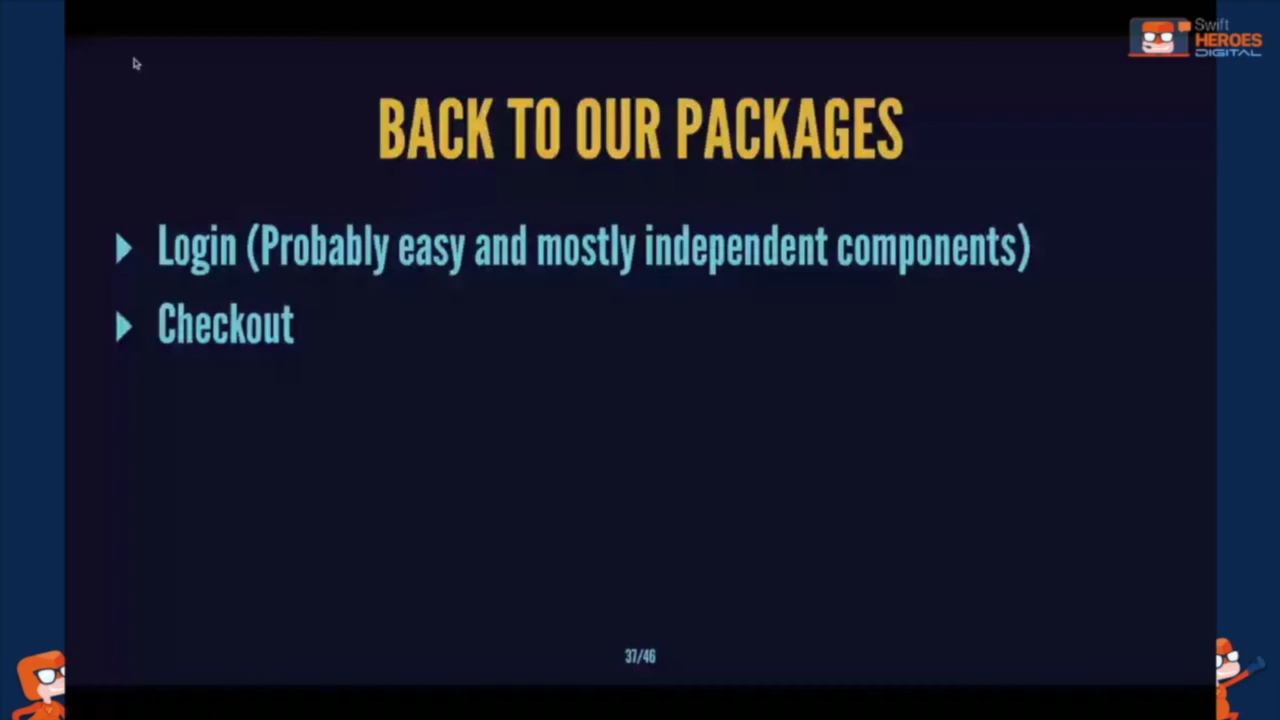 Swift
HEROES
DIGITAL
BACK TO OUR PACKAGES
Login (Probably easy and mostly independent components)
Checkout
37/46